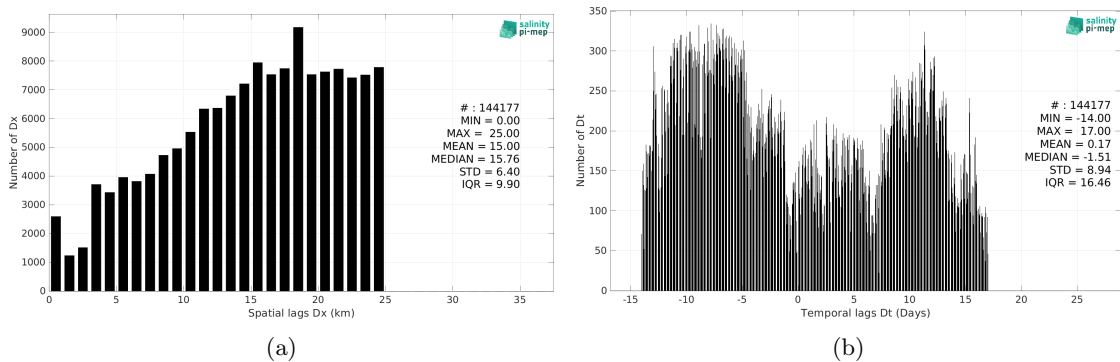 9000
8000
7000
6000
5000
4000
3000
2000
1000
0
Number of Dx
0 5 10 15 20 25 30 35
Spatial lags Dx (km)
salinity
pi-mep
# : 144177
MIN = 0.00
MAX = 25.00
MEAN = 15.00
MEDIAN = 15.76
STD = 6.40
IQR = 9.90
(a)
350
300
250
200
150
100
50
0
Number of Dt
-15 -10 -5 0 5 10 15 20 25
Temporal lags Dt (Days)
salinity
pi-mep
# : 144177
MIN = -14.00
MAX = 17.00
MEAN = 0.17
MEDIAN = -1.51
STD = 8.94
IQR = 16.46
(b)